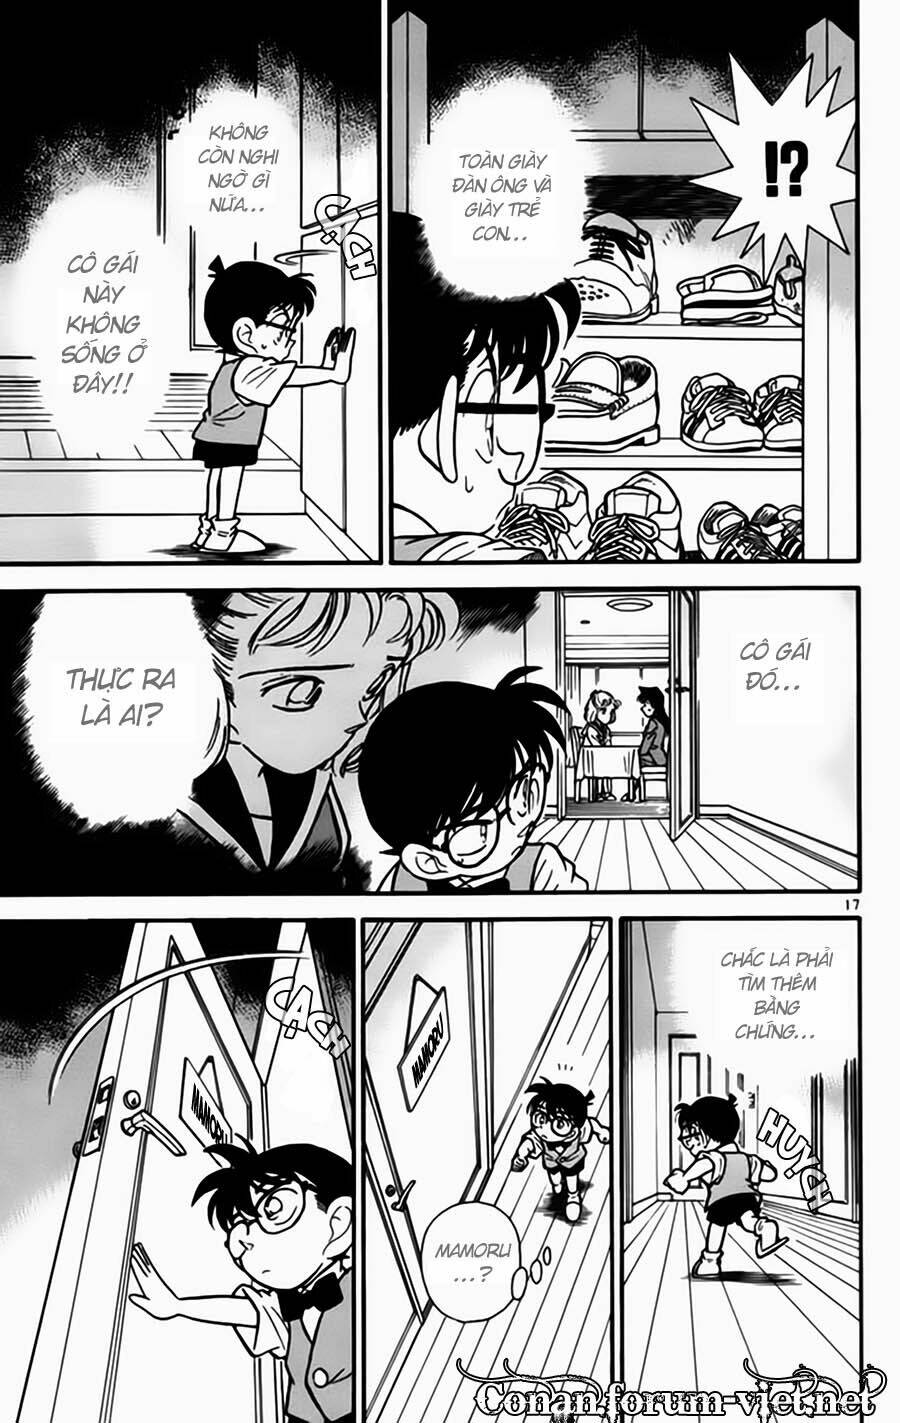 !?
TOÀN GIÀY
ĐÀN ÔNG VÀ
GIÀY TRẺ
CON...
KHÔNG
CÒN NGHI
NGỜ GÌ
NỮA...
CẠCH
CÔ GÁI
NÀY
KHÔNG
SỐNG Ở
ĐÂY!!
CÔ GÁI
ĐÓ...
THỰC RA
LÀ AI?
17
CHẮC LÀ PHẢI
TÌM THÊM
BẰNG
CHỨNG...
HUỴCH
MAMORU
MAMORU
...?
CẠCH
MAMORU
Conan.forum-viet.net